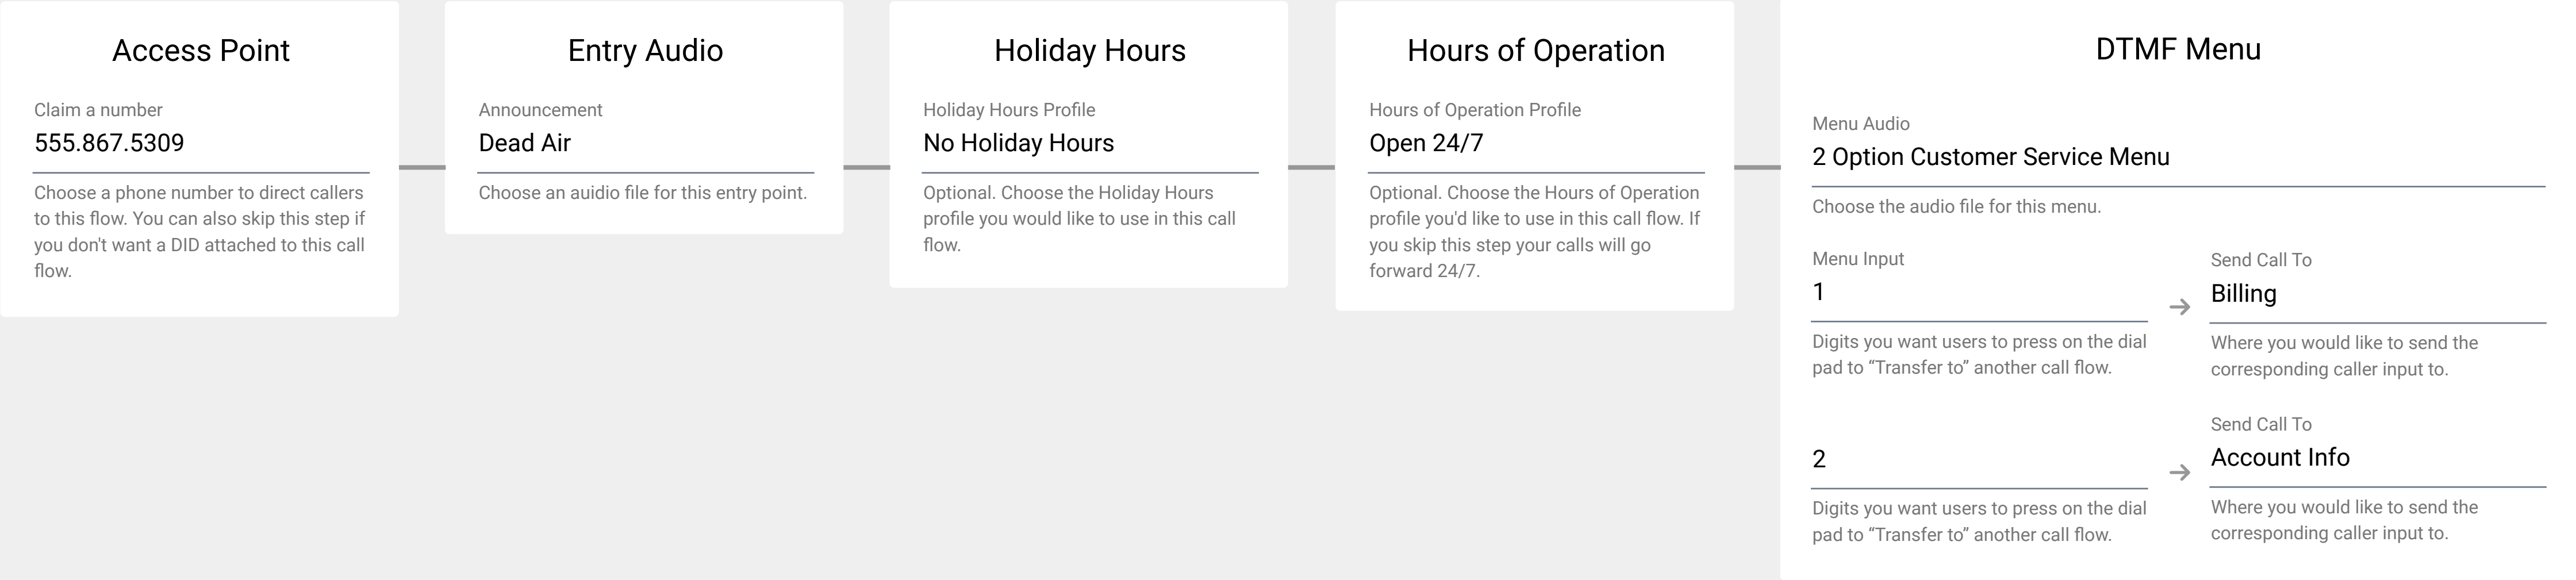 Access Point
Claim a number
555.867.5309
Choose a phone number to direct callers
to this flow. You can also skip this step if
you don't want a DID attached to this call
flow.
Entry Audio
Announcement
Dead Air
Choose an auidio file for this entry point.
Holiday Hours
Holiday Hours Profile
No Holiday Hours
Optional. Choose the Holiday Hours
profile you would like to use in this call
flow.
Hours of Operation
Hours of Operation Profile
Open 24/7
Optional. Choose the Hours of Operation
profile you'd like to use in this call flow. If
you skip this step your calls will go
forward 24/7.
DTMF Menu
Menu Audio
2 Option Customer Service Menu
Choose the audio file for this menu.
Menu Input
1
Digits you want users to press on the dial
pad to “Transfer to” another call flow.
Send Call To
Billing
Where you would like to send the
corresponding caller input to.
2
Digits you want users to press on the dial
pad to “Transfer to” another call flow.
Send Call To
Account Info
Where you would like to send the
corresponding caller input to.